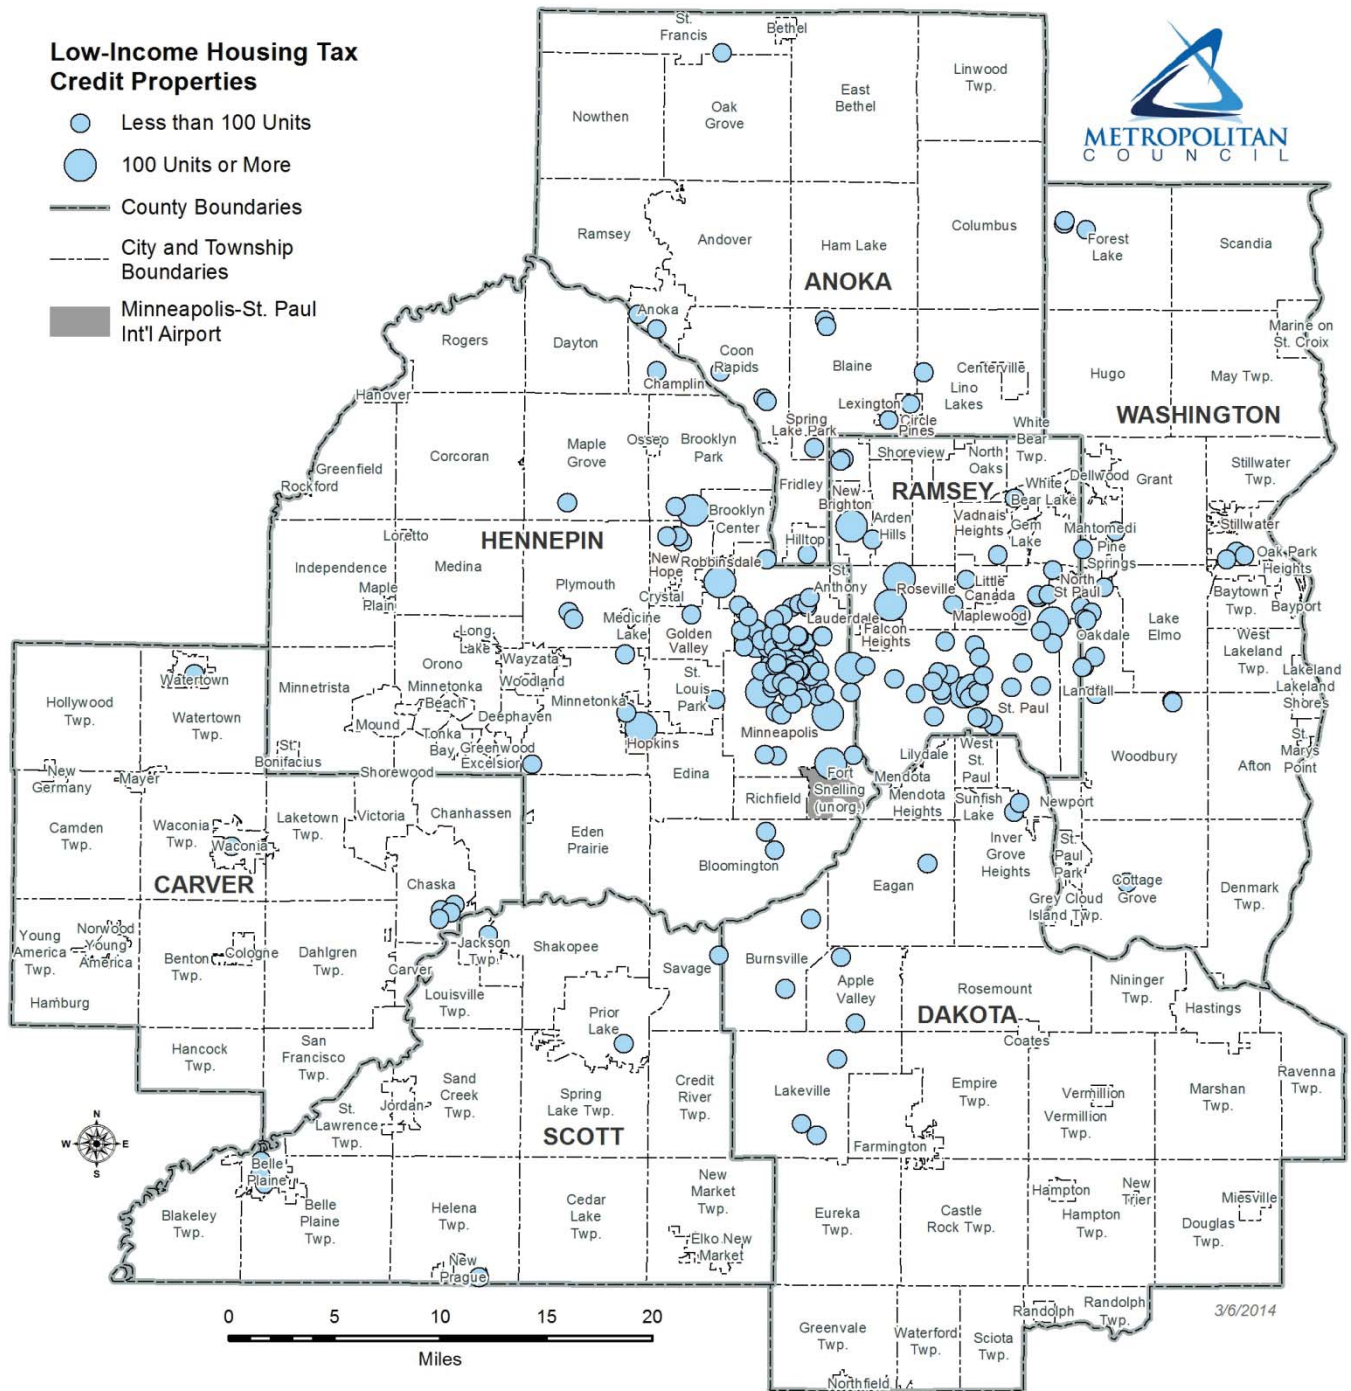 Low-Income Housing Tax
Credit Properties
Less than 100 Units
100 Units or More
County Boundaries
City and Township
Boundaries
Minneapolis-St. Paul
Int'l Airport
METROPOLITAN
COUNCIL
St.
Francis
Bethel
Linwood
Twp.
East
Bethel
Oak
Grove
Nowthen
Ramsey
Andover
Ham Lake
Columbus
Forest
Lake
Scandia
ANOKA
Anoka
Marine on
St. Croix
Rogers
Dayton
Coon
Rapids
Blaine
Centerville
Champlin
Lino
Lakes
Hugo
May Twp.
Hanover
Lexington
Circle
Pines
WASHINGTON
Spring
Lake Park
White
Bear
Twp.
Osseo
Brooklyn
Park
Maple
Grove
Corcoran
Greenfield
Rockford
Shoreview
North
Oaks
Stillwater
Twp.
Fridley
RAMSEY
White
Bear Lake
Dellwood
Grant
New
Brighton
Arden
Hills
Vadnais
Heights
Gem
Lake
Mahtomedi
Stillwater
Brooklyn
Center
HENNEPIN
Loretto
Hilltop
Pine
Springs
Oak Park
Heights
Independence
Medina
New
Hope
Robbinsdale
St.
Anthony
Roseville
Little
Canada
North
St Paul
Baytown
Twp.
Bayport
Maple
Plain
Plymouth
Crystal
Medicine
Lake
Golden
Valley
Lauderdale
Falcon
Heights
Maplewood
Oakdale
Lake
Elmo
West
Lakeland
Twp.
Long
Lake
Orono
Wayzata
Woodland
Hollywood
Twp.
Watertown
Watertown
Twp.
Minnetrista
Minnetonka
Beach
Minnetonka
St.
Louis
Park
Landfall
Lakeland
Lakeland
Shores
Mound
Deephaven
Tonka
Bay
Greenwood
Excelsior
Hopkins
Minneapolis
St. Paul
St.
Marys
Point
St.
Bonifacius
Shorewood
Edina
Lilydale
West
St.
Paul
Woodbury
Afton
New
Germany
Mayer
Fort
Snelling
(unorg.)
Mendota
Mendota
Heights
Sunfish
Lake
Newport
Richfield
Camden
Twp.
Waconia
Twp.
Waconia
Laketown
Twp.
Victoria
Chanhassen
Eden
Prairie
Bloomington
Inver
Grove
Heights
St.
Paul
Park
CARVER
Chaska
Eagan
Cottage
Grove
Grey Cloud
Island Twp.
Denmark
Twp.
Young
America
Twp.
Norwood
Young
America
Benton
Twp.
Cologne
Dahlgren
Twp.
Carver
Jackson
Twp.
Shakopee
Savage
Burnsville
Apple
Valley
Rosemount
Nininger
Twp.
Hamburg
Louisville
Twp.
Prior
Lake
DAKOTA
Coates
Hastings
Hancock
Twp.
San
Francisco
Twp.
Sand
Creek
Twp.
Spring
Lake Twp.
Credit
River
Twp.
Lakeville
Empire
Twp.
Vermillion
Vermillion
Twp.
Marshan
Twp.
Ravenna
Twp.
N
W
E
S
St.
Lawrence
Twp.
Jordan
SCOTT
Farmington
Belle
Plaine
Blakeley
Twp.
Belle
Plaine
Twp.
Helena
Twp.
Cedar
Lake
Twp.
New
Market
Twp.
Elko New
Market
Eureka
Twp.
Castle
Rock Twp.
Hampton
Hampton
Twp.
New
Trier
Douglas
Twp.
Miesville
New
Prague
Greenvale
Twp.
Waterford
Twp.
Sciota
Twp.
Randolph
Randolph
Twp.
Northfield
3/6/2014
0 5 10 15 20
Miles